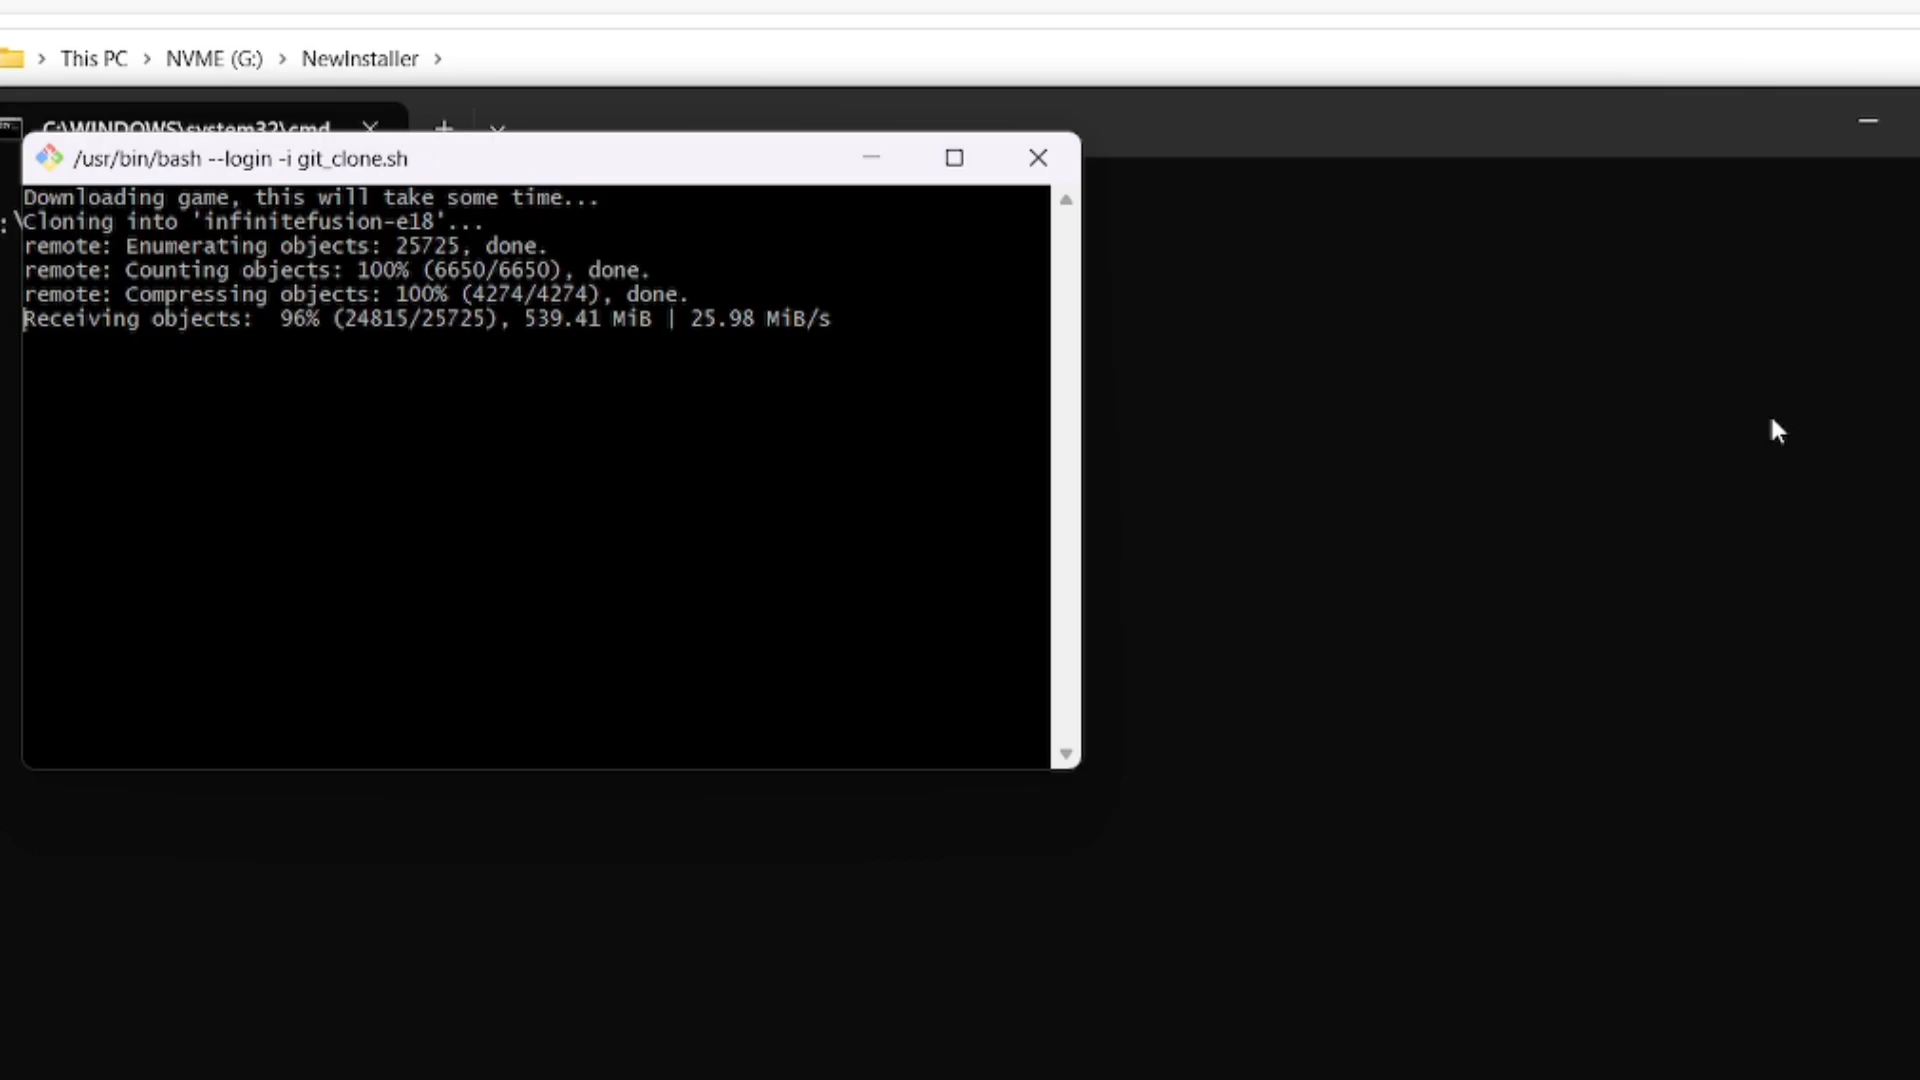 This PC > NVME (G:) > NewInstaller >
C:\WINDOWS\system32\cmd.
/usr/bin/bash --login -i git_clone.sh
Downloading game, this will take some time...
:\Cloning into 'infinitefusion-e18'...
remote: Enumerating objects: 25725, done.
remote: Counting objects: 100% (6650/6650), done.
remote: Compressing objects: 100% (4274/4274), done.
Receiving objects:  96% (24815/25725), 539.41 MiB | 25.98 MiB/s